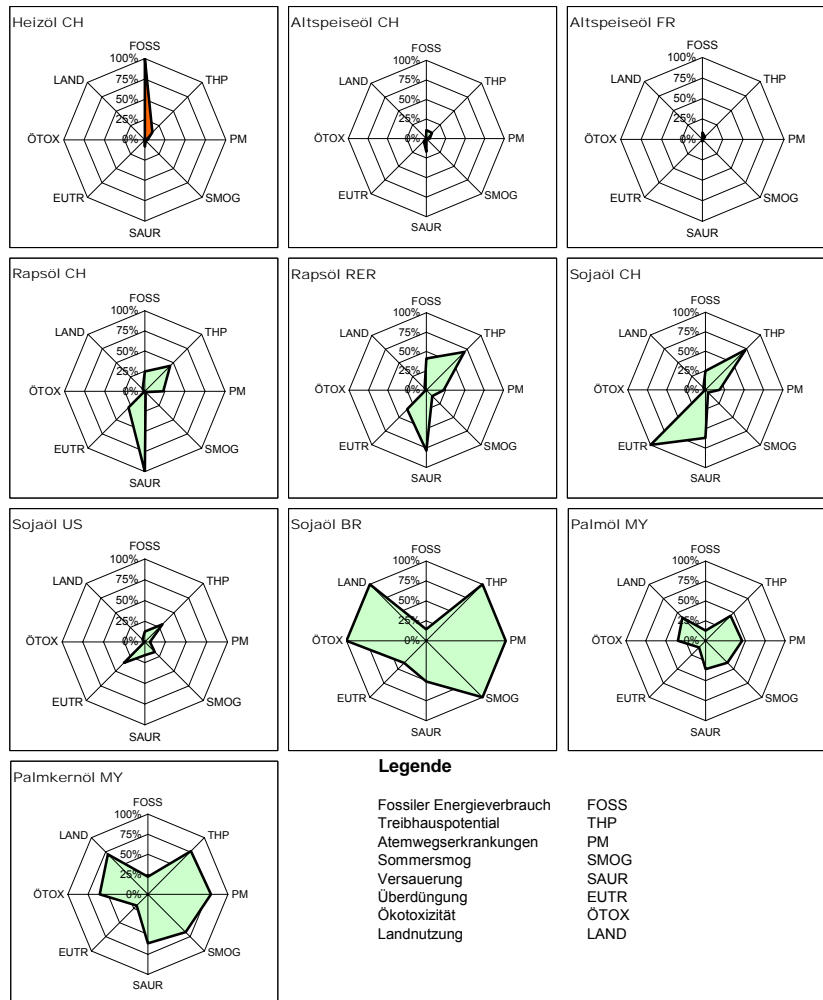 Heizöl CH
FOSS
100%
75%
50%
25%
0%
THP
PM
SMOG
SAUR
EUTR
ÖTOX
LAND
Altspeiseöl CH
FOSS
100%
75%
50%
25%
0%
THP
PM
SMOG
SAUR
EUTR
ÖTOX
LAND
Altspeiseöl FR
FOSS
100%
75%
50%
25%
0%
THP
PM
SMOG
SAUR
EUTR
ÖTOX
LAND
Rapsöl CH
FOSS
100%
75%
50%
25%
0%
THP
PM
SMOG
SAUR
EUTR
ÖTOX
LAND
Rapsöl RER
FOSS
100%
75%
50%
25%
0%
THP
PM
SMOG
SAUR
EUTR
ÖTOX
LAND
Sojaöl CH
FOSS
100%
75%
50%
25%
0%
THP
PM
SMOG
SAUR
EUTR
ÖTOX
LAND
Sojaöl US
FOSS
100%
75%
50%
25%
0%
THP
PM
SMOG
SAUR
EUTR
ÖTOX
LAND
Sojaöl BR
FOSS
100%
75%
50%
25%
0%
THP
PM
SMOG
SAUR
EUTR
ÖTOX
LAND
Palmöl MY
FOSS
100%
75%
50%
25%
0%
THP
PM
SMOG
SAUR
EUTR
ÖTOX
LAND
Palmkernöl MY
FOSS
100%
75%
50%
25%
0%
THP
PM
SMOG
SAUR
EUTR
ÖTOX
LAND
Legende
Fossiler Energieverbrauch FOSS
Treibhauspotential THP
Atemwegserkrankungen PM
Sommersmog SMOG
Versauerung SAUR
Überdüngung EUTR
Ökotoxizität ÖTOX
Landnutzung LAND